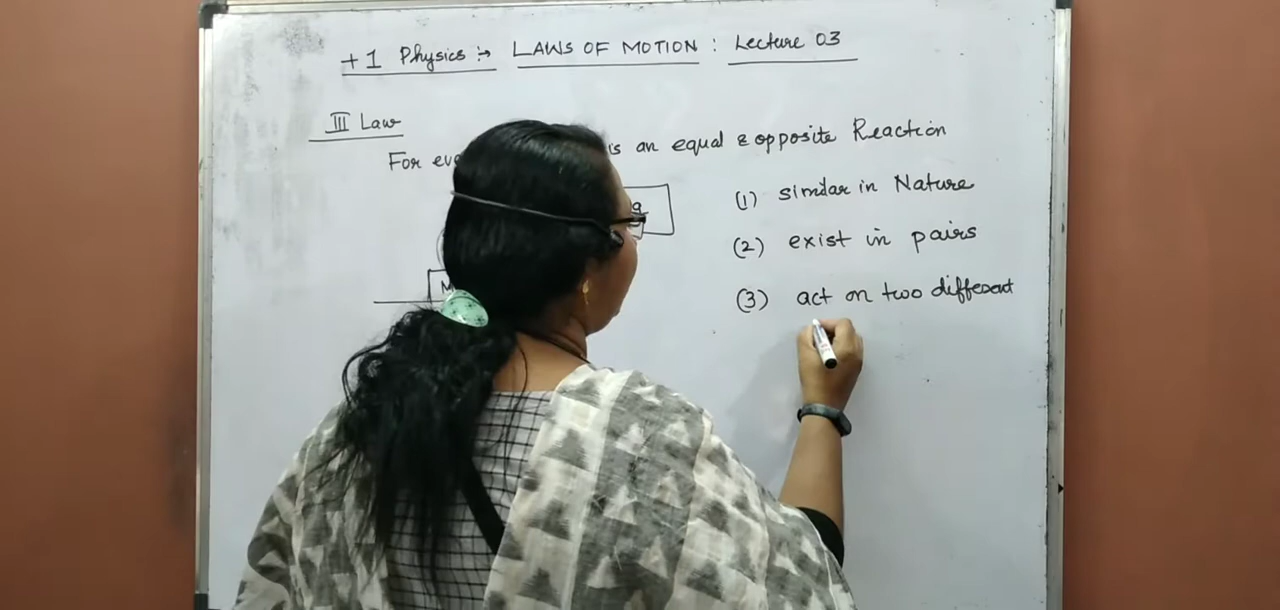 +1 Physics :→ LAWS OF MOTION : Lecture 03
III Law
For is an equal & opposite Reaction
(1) similar in Nature
(2) exist in pairs
(3) act on two different
M